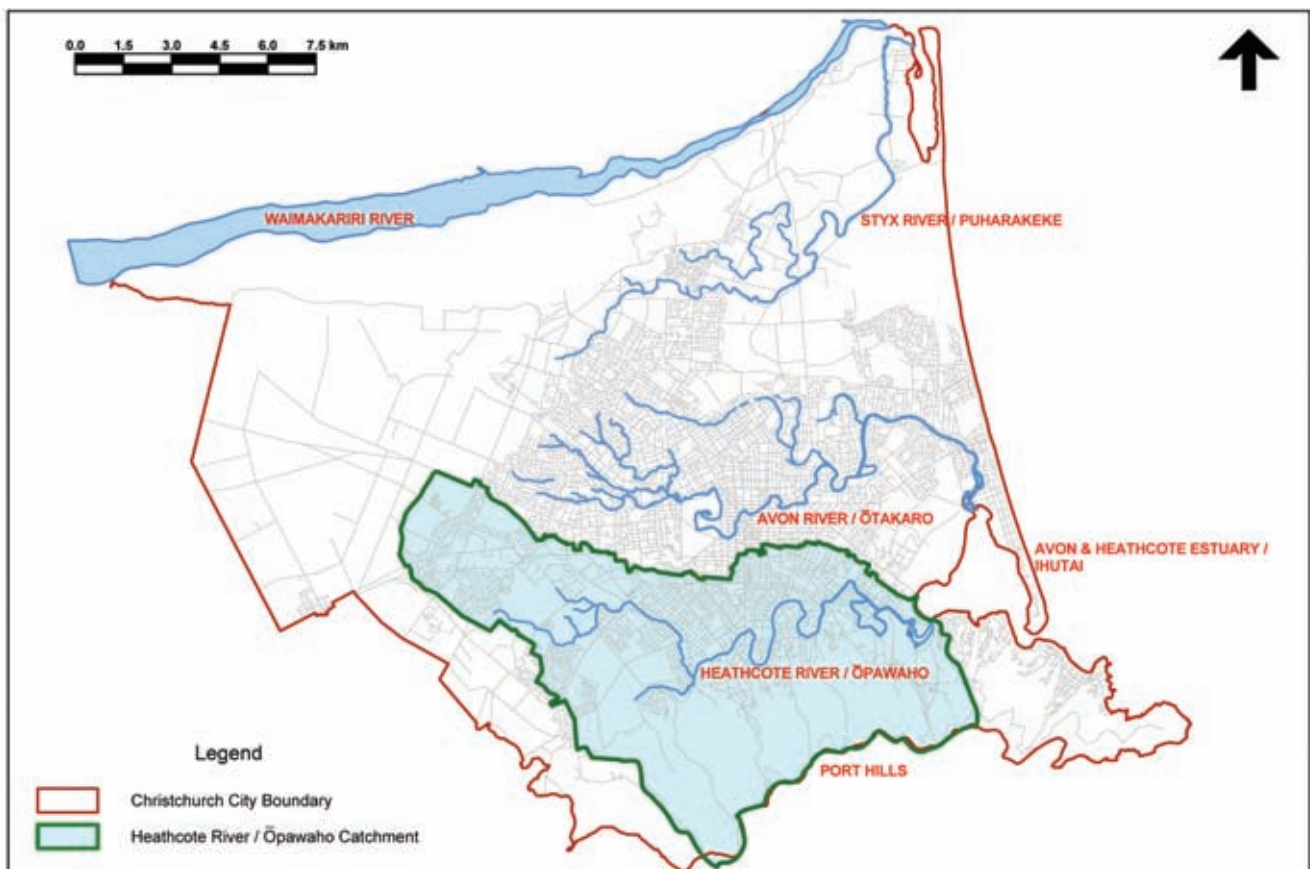 0.0 1.5 3.0 4.5 6.0 7.5 km
WAIMAKARIRI RIVER
STYX RIVER / PUHARAKEKE
AVON RIVER / ŌTAKARO
AVON & HEATHCOTE ESTUARY /
IHUTAI
HEATHCOTE RIVER / ŌPAWAHO
PORT HILLS
Legend
Christchurch City Boundary
Heathcote River / Ōpawaho Catchment